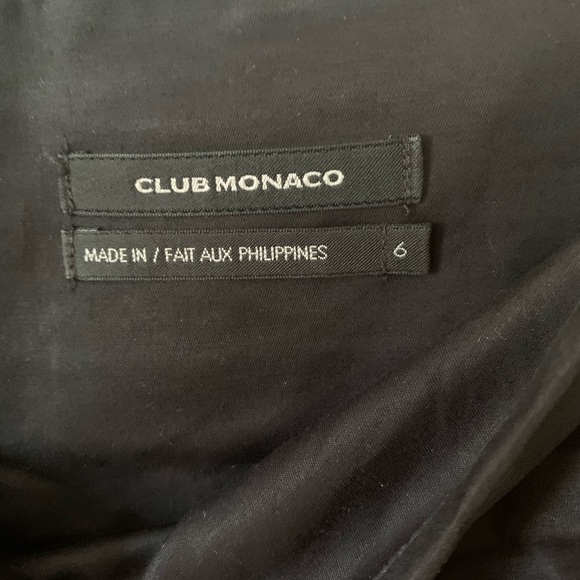 CLUB MONACO
MADE IN / FAIT AUX PHILIPPINES 6